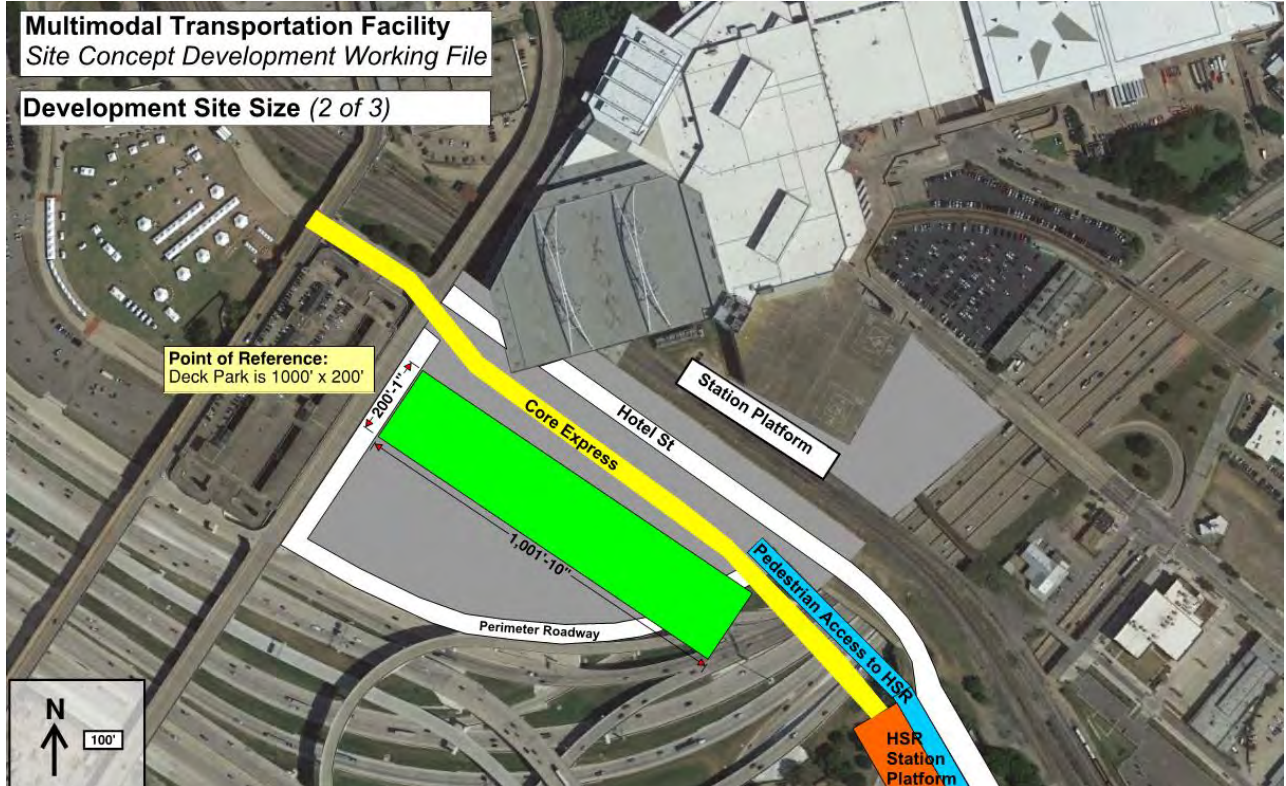 Multimodal Transportation Facility
Site Concept Development Working File
Development Site Size (2 of 3)
Point of Reference:
Deck Park is 1000' x 200'
200'-1"
Core Express
Hotel St
Station Platform
1,001'-10"
Pedestrian Access to HSR
Perimeter Roadway
N
100'
HSR
Station
Platform